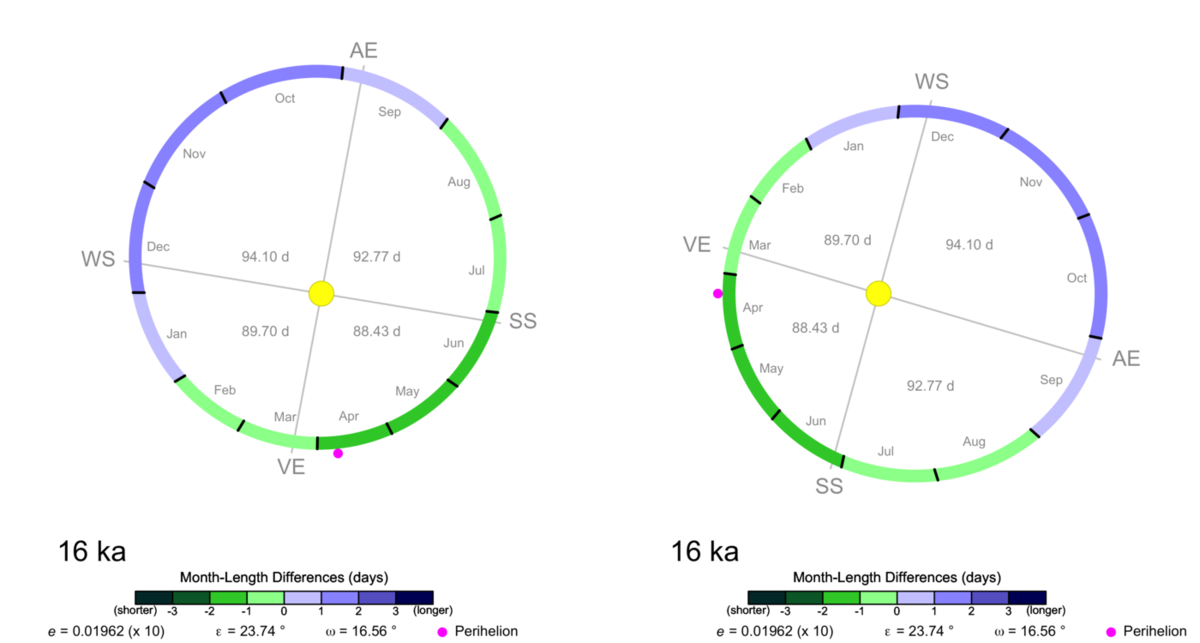 AE
Oct
Sep
Nov
Aug
Dec
WS
94.10 d
92.77 d
Jul
SS
89.70 d
88.43 d
Jan
Jun
Feb
May
Mar
Apr
VE
16 ka
Month-Length Differences (days)
(shorter) -3 -2 -1 0 1 2 3 (longer)
e = 0.01962 (x 10) ε = 23.74 ° ω = 16.56 ° Perihelion
WS
Dec
Jan
Nov
Feb
VE
Mar
89.70 d
94.10 d
Oct
Apr
88.43 d
AE
May
Sep
92.77 d
Jun
Aug
Jul
SS
16 ka
Month-Length Differences (days)
(shorter) -3 -2 -1 0 1 2 3 (longer)
e = 0.01962 (x 10) ε = 23.74 ° ω = 16.56 ° Perihelion